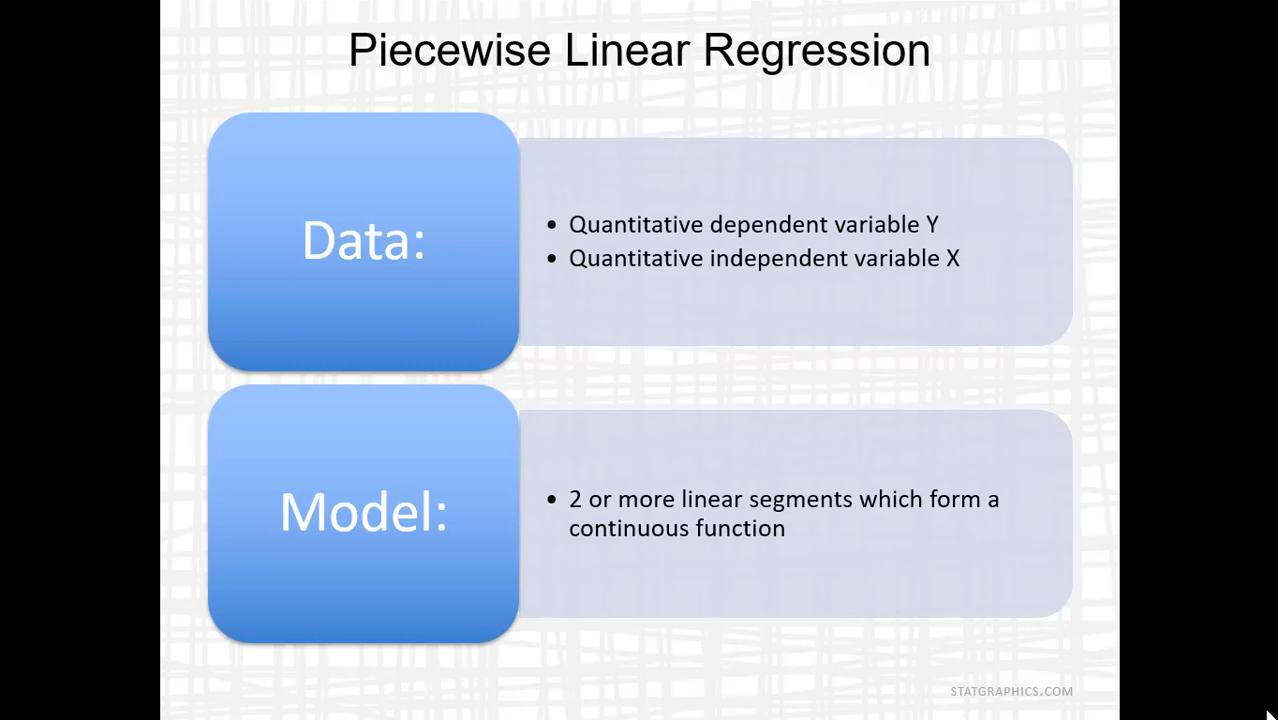 Piecewise Linear Regression
Data:
• Quantitative dependent variable Y
• Quantitative independent variable X
Model:
• 2 or more linear segments which form a
continuous function
STATGRAPHICS.COM